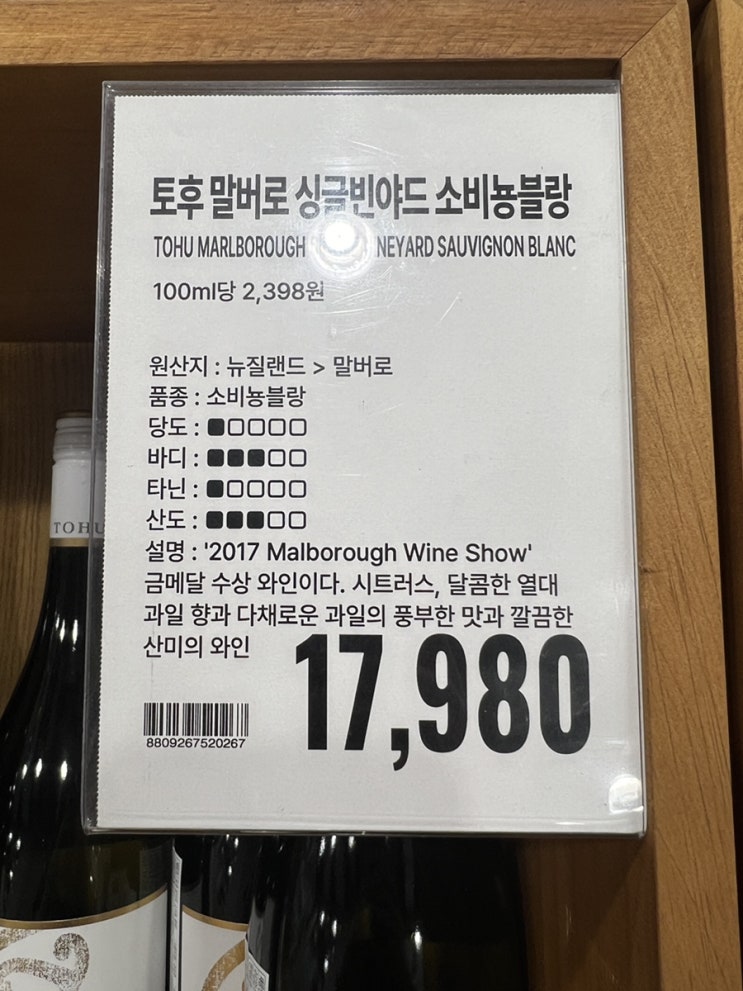 토후 말버로 싱글빈야드 소비뇽블랑
TOHU MARLBOROUGH NEYARD SAUVIGNON BLANC
100ml당 2,398원
원산지 : 뉴질랜드 > 말버로
품종 : 소비뇽블랑
당도 : ■□□□□
바디 : ■■■□□
타닌 : ■□□□□
산도 : ■■■□□
설명 : '2017 Malborough Wine Show'
금메달 수상 와인이다. 시트러스, 달콤한 열대
과일 향과 다채로운 과일의 풍부한 맛과 깔끔한
산미의 와인
17,980
8809267520267
TOHU